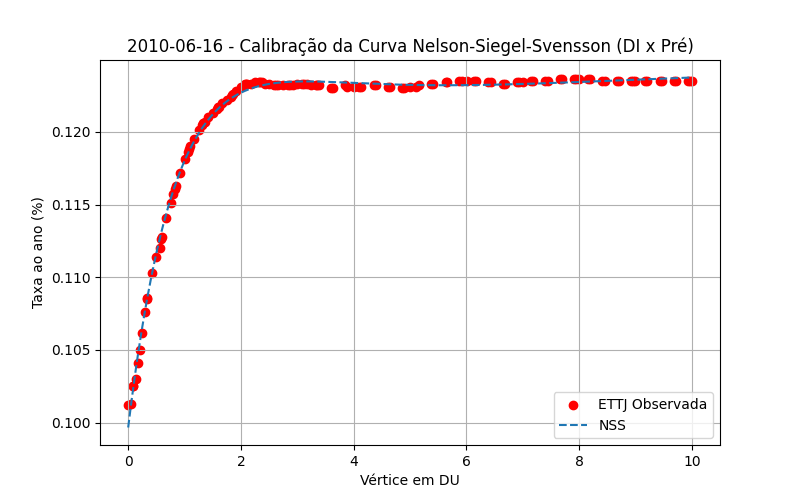 2010-06-16 - Calibração da Curva Nelson-Siegel-Svensson (DI x Pré)
Taxa ao ano (%)
0.120
0.115
0.110
0.105
0.100
ETTJ Observada
NSS
0 2 4 6 8 10
Vértice em DU